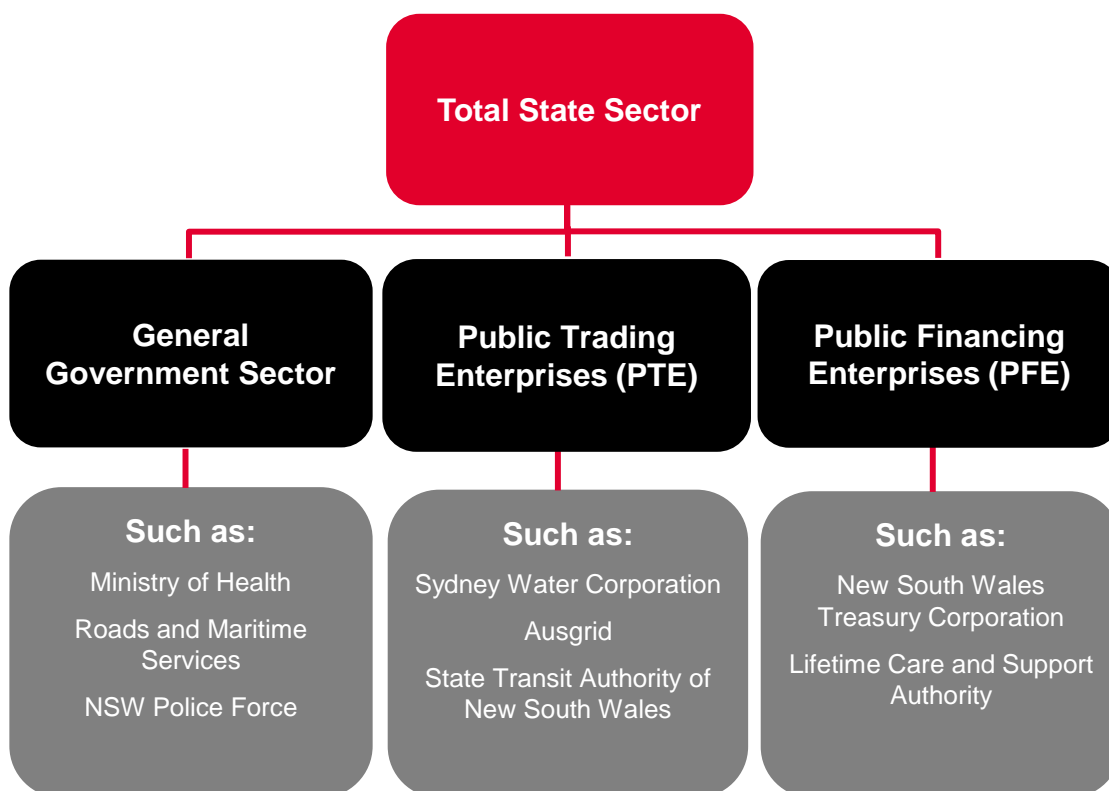 Total State Sector
General
Government Sector
Public Trading
Enterprises (PTE)
Public Financing
Enterprises (PFE)
Such as:
Ministry of Health
Roads and Maritime
Services
NSW Police Force
Such as:
Sydney Water Corporation
Ausgrid
State Transit Authority of
New South Wales
Such as:
New South Wales
Treasury Corporation
Lifetime Care and Support
Authority